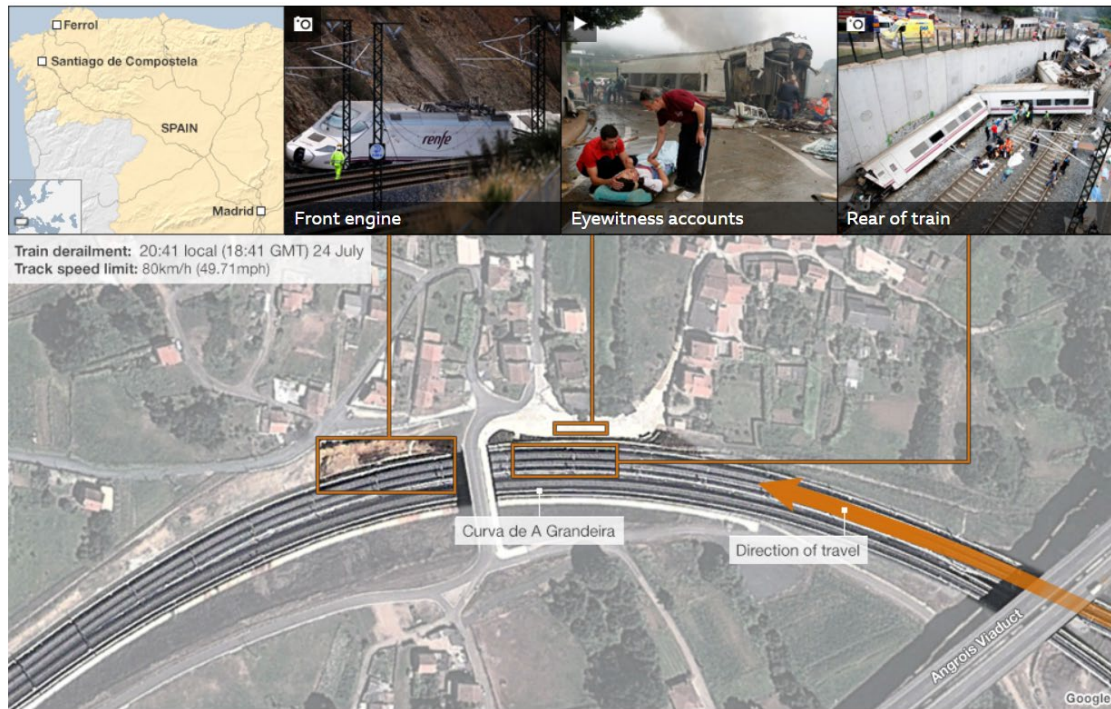 Ferrol
Santiago de Compostela
SPAIN
Madrid
renfe
Front engine
Eyewitness accounts
Rear of train
Train derailment: 20:41 local (18:41 GMT) 24 July
Track speed limit: 80km/h (49.71mph)
Curva de A Grandeira
Direction of travel
Angrois Viaduct
Google